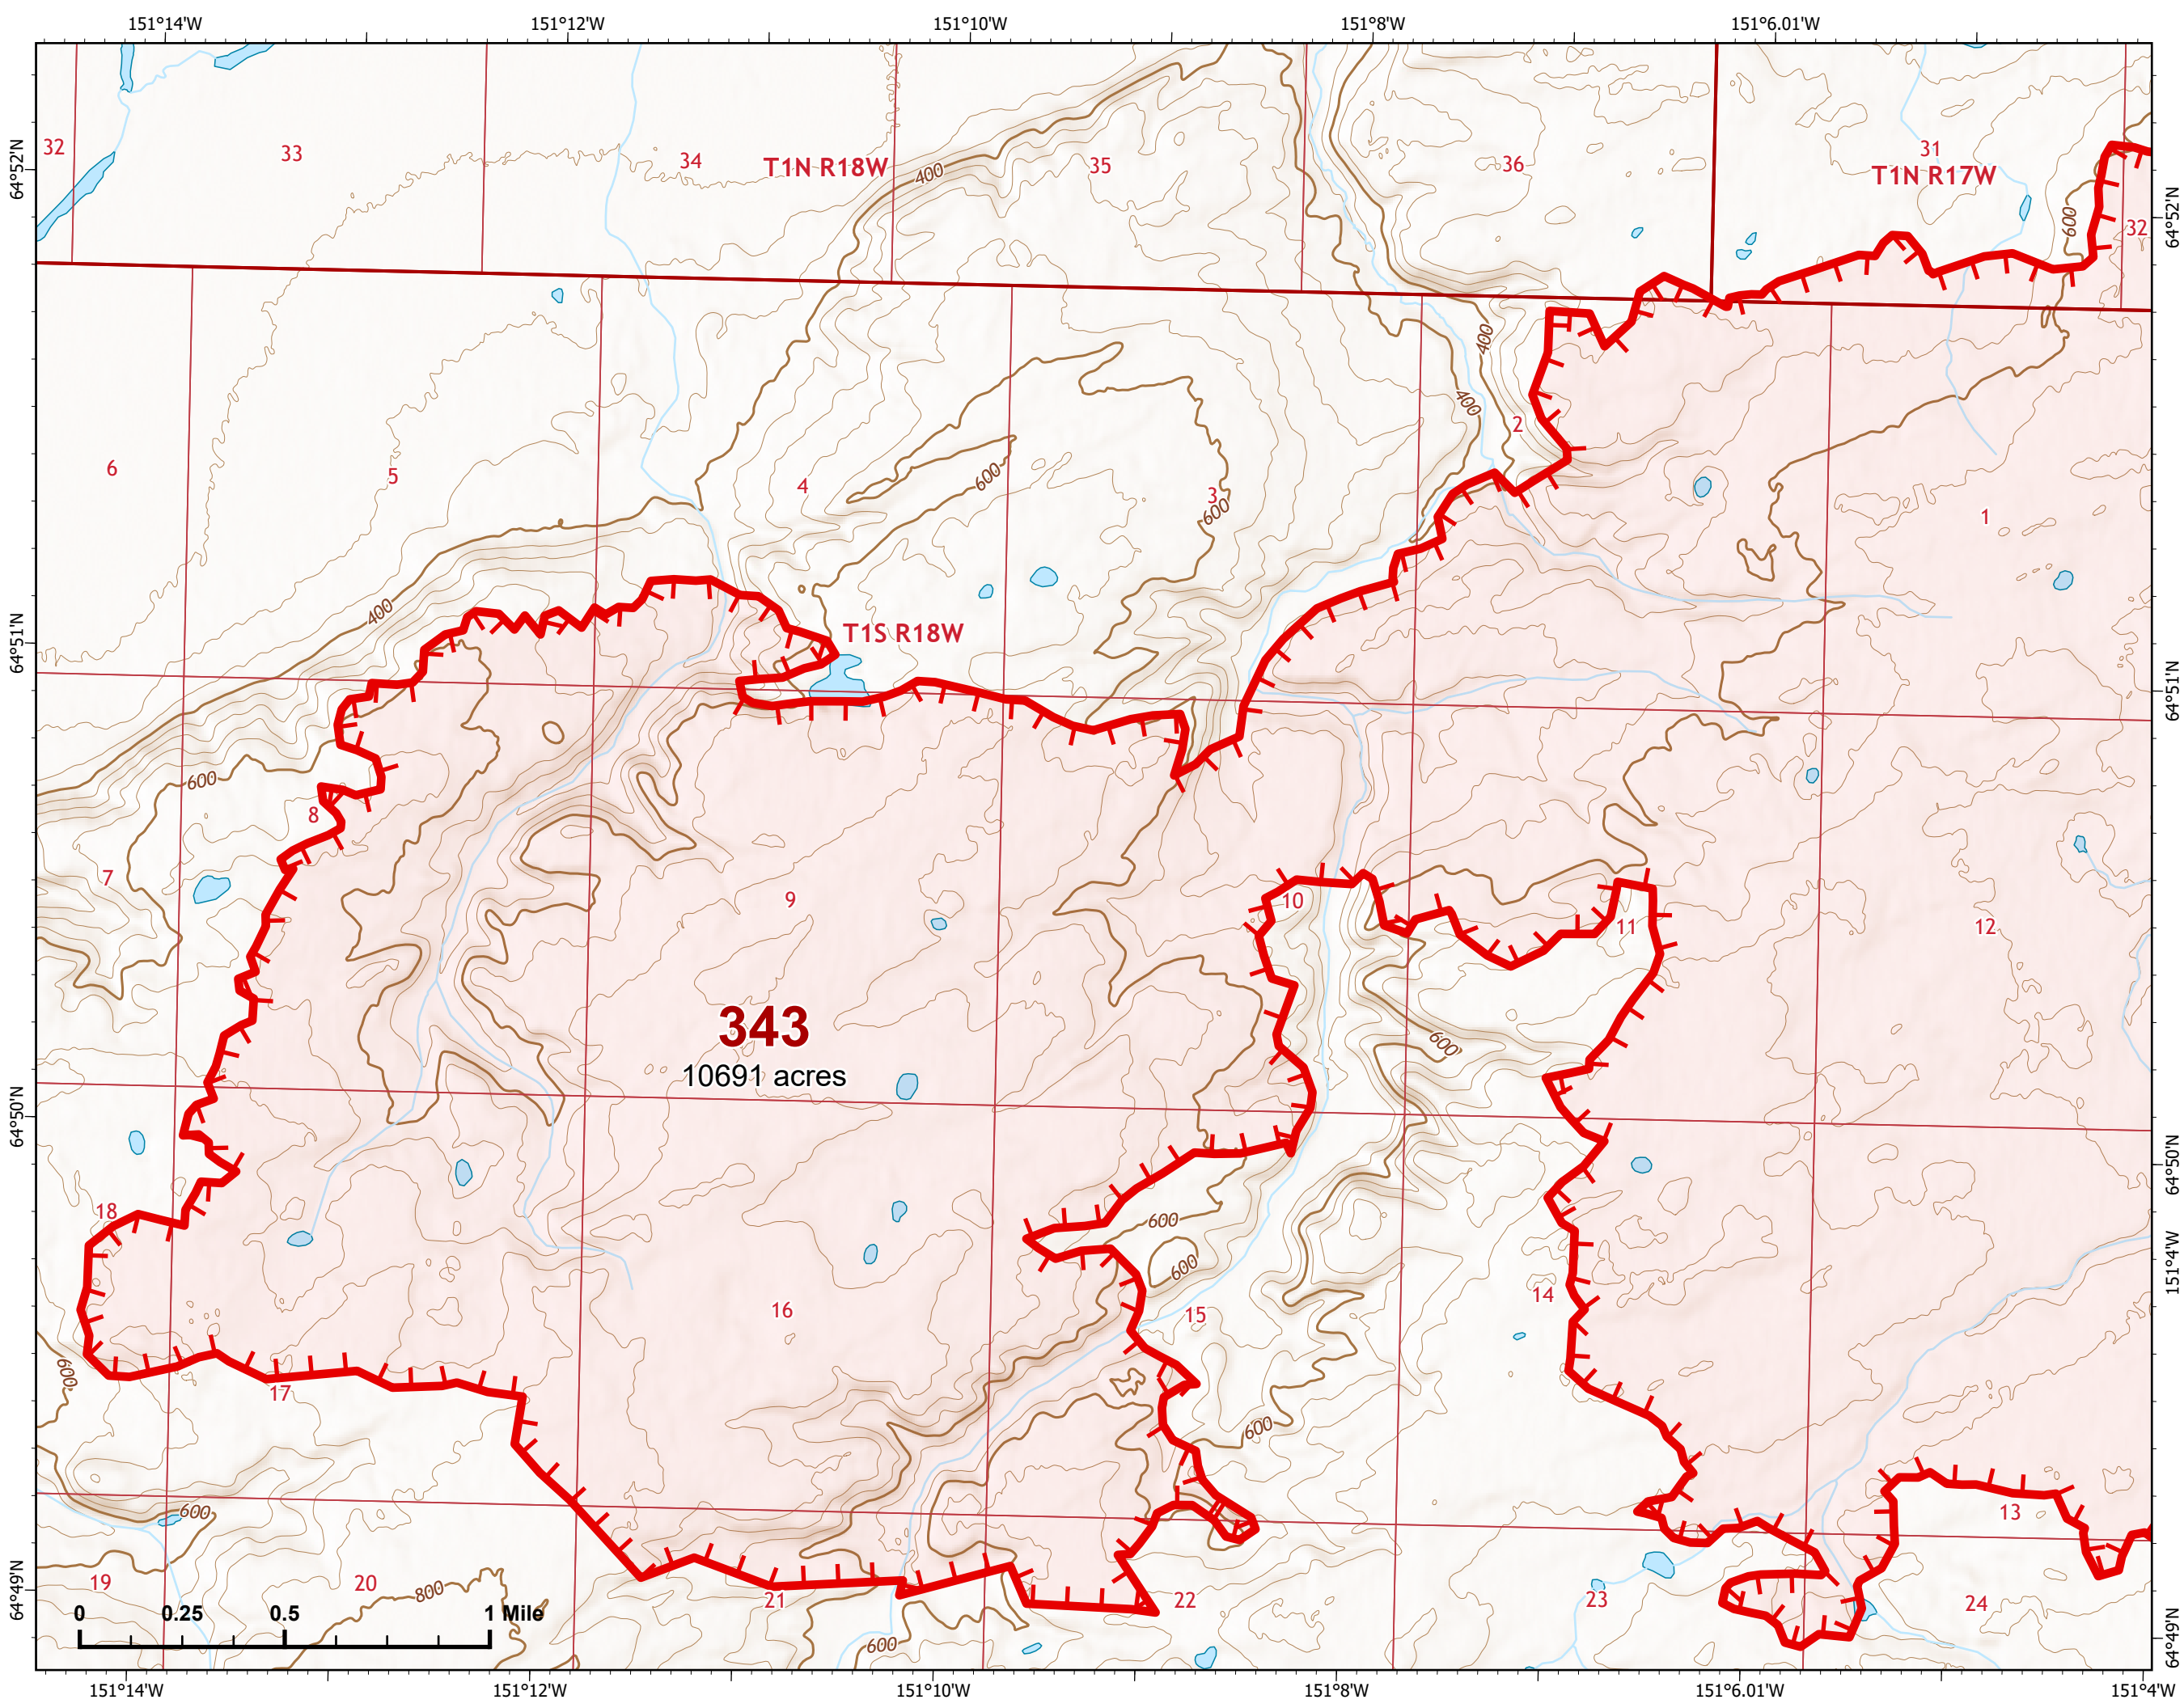 151°14'W 151°12'W 151°10'W 151°8'W 151°6.01'W
32 33 34 T1N R18W 400 35 36 31
T1N R17W
64°52'N
64°52'N
600 32
400
400
2
6 5 4 600 3
600
1
400
T1S R18W
64°51'N
64°51'N
600
8
7 9 10 11 12
343
10691 acres
600
64°50'N
64°50'N
18 600
600
151°4'W
16 15 14
600
17
600
600
13
64°49'N
64°49'N
19 20 800 21 22 23 24
0 0.25 0.5 1 Mile
600
151°14'W 151°12'W 151°10'W 151°8'W 151°6.01'W 151°4'W